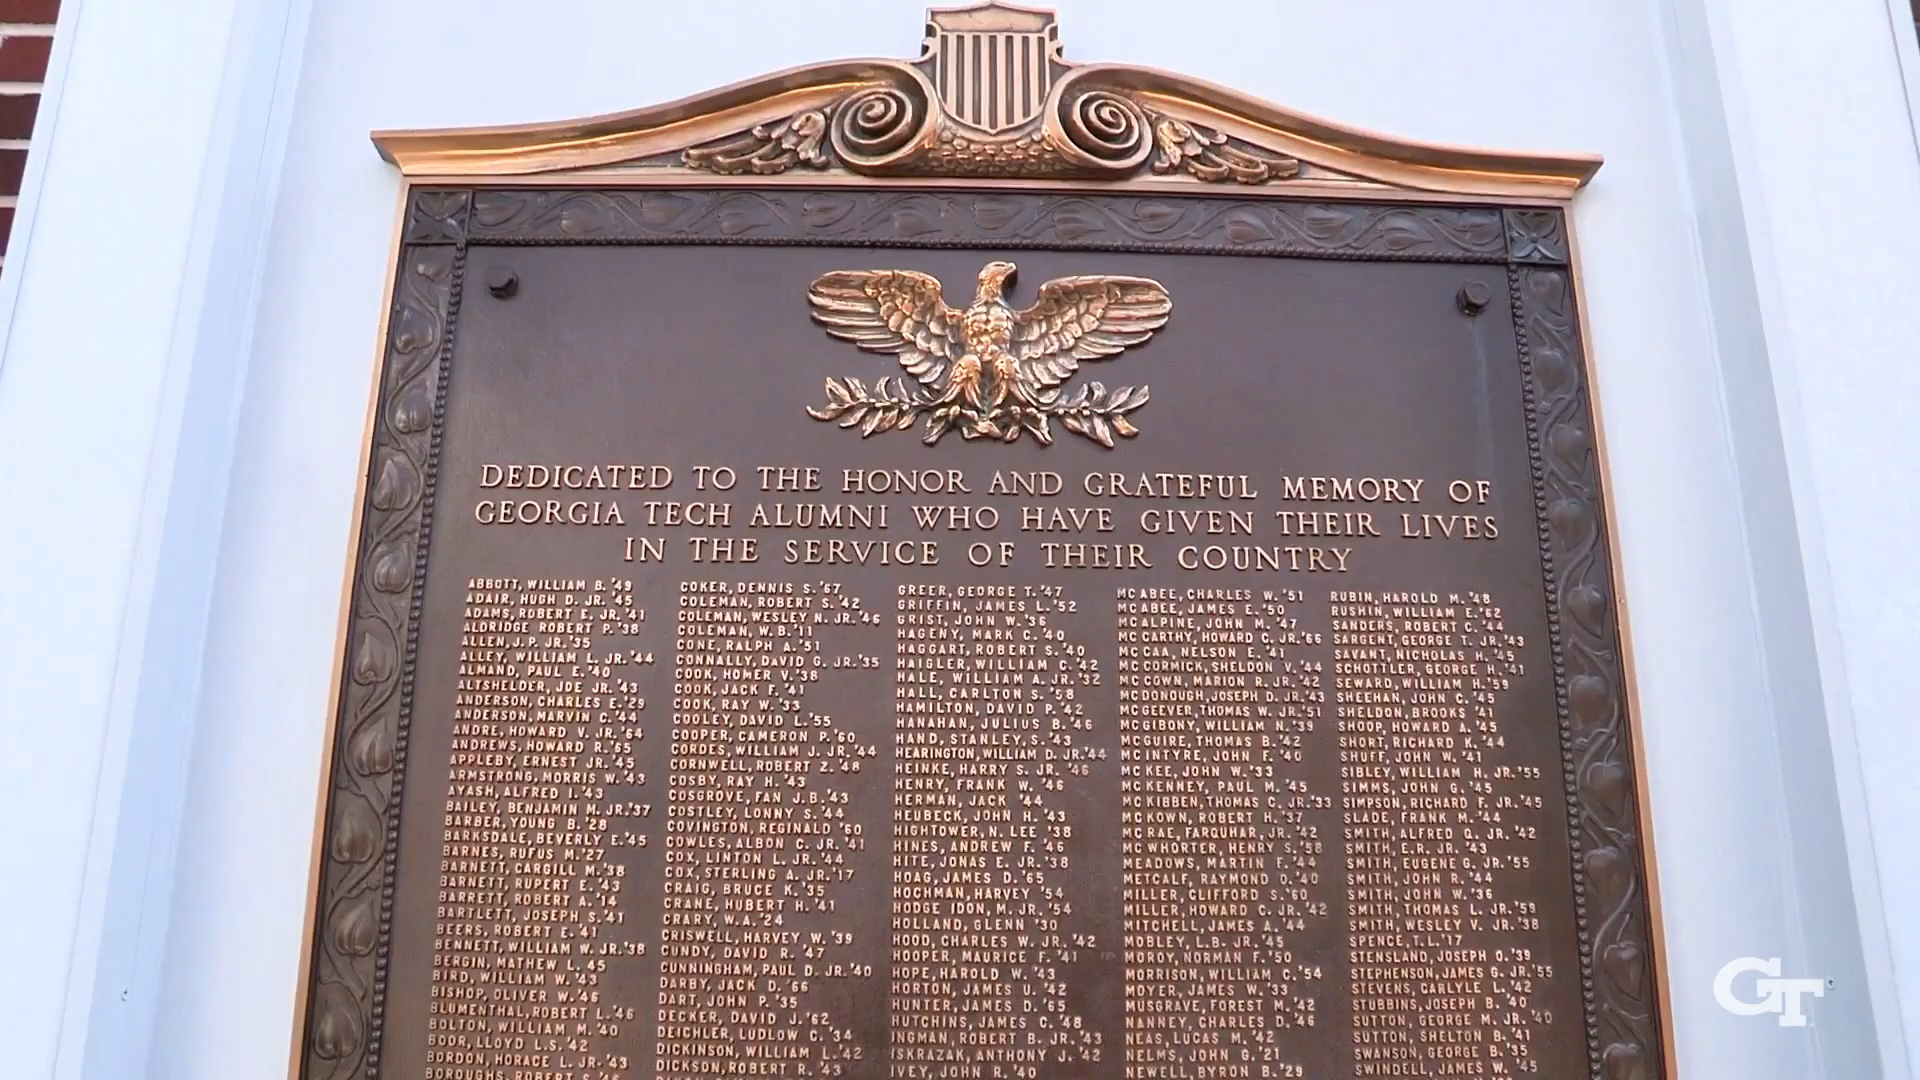 DEDICATED TO THE HONOR AND GRATEFUL MEMORY OF
GEORGIA TECH ALUMNI WHO HAVE GIVEN THEIR LIVES
IN THE SERVICE OF THEIR COUNTRY
ABBOTT, WILLIAM B. '49
ADAIR, HUGH D. JR. '45
ADAMS, ROBERT E. JR. '41
ALDRIDGE ROBERT P. '38
ALLEN, J.P. JR. '35
ALLEY, WILLIAM L. JR. '44
ALMAND, PAUL E. '40
ALTSHELDER, JOE JR. '43
ANDERSON, CHARLES E. '29
ANDERSON, MARVIN C. '44
ANDRE, HOWARD V. JR. '64
ANDREWS, HOWARD R. '55
APPLEBY, ERNEST JR. '45
ARMSTRONG, MORRIS W. '43
AYASH, ALFRED I. '43
BAILEY, BENJAMIN M. JR. '37
BARBER, YOUNG B. '28
BARKSDALE, BEVERLY E. '45
BARNES, RUFUS M. '27
BARNETT, CARGILL M. '38
BARNETT, RUPERT E. '43
BARRETT, ROBERT A. '14
BARTLETT, JOSEPH S. '41
BEERS, ROBERT E. '41
BENNETT, WILLIAM W. JR. '38
BERGIN, MATHEW L. '45
BIRD, WILLIAM W. '43
BISHOP, OLIVER W. '46
BLUMENTHAL, ROBERT L. '46
BOLTON, WILLIAM M. '40
BOOR, LLOYD L.S. '42
BORDON, HORACE L. JR. '43
BOROUGHS, ROBERT S.
COKER, DENNIS S. '67
COLEMAN, ROBERT S. '42
COLEMAN, WESLEY N. JR. '46
COLEMAN, W.B. '11
CONE, RALPH A. '51
CONNALLY, DAVID G. JR. '35
COOK, HOMER V. '38
COOK, JACK F. '41
COOK, RAY W. '33
COOLEY, DAVID L. '55
COOPER, CAMERON P. '60
CORDES, WILLIAM J. JR. '44
CORNWELL, ROBERT Z. '48
COSBY, RAY H. '43
COSGROVE, FAN J.B. '43
COSTLEY, LONNY S. '44
COVINGTON, REGINALD '60
COWLES, ALBON C. JR. '41
COX, LINTON L. JR. '44
COX, STERLING A. JR. '17
CRAIG, BRUCE K. '35
CRANE, HUBERT H. '41
CRARY, W.A. '24
CRISWELL, HARVEY W. '39
CUNDY, DAVID R. '47
CUNNINGHAM, PAUL D. JR. '40
DARBY, JACK D. '66
DART, JOHN P. '35
DECKER, DAVID J. '62
DEICHLER, LUDLOW C. '34
DICKINSON, WILLIAM L. '42
DICKSON, ROBERT R. '43
GREER, GEORGE T. '47
GRIFFIN, JAMES L. '52
GRIST, JOHN W. '36
HAGENY, MARK C. '40
HAGGART, ROBERT S. '40
HAIGLER, WILLIAM C. '42
HALE, WILLIAM A. JR. '32
HALL, CARLTON S. '58
HAMILTON, DAVID P. '42
HANAHAN, JULIUS B. '46
HAND, STANLEY, S. '43
HEARINGTON, WILLIAM D. JR. '44
HEINKE, HARRY S. JR. '46
HENRY, FRANK W. '46
HERMAN, JACK '44
HEUBECK, JOHN H. '43
HIGHTOWER, N. LEE '38
HINES, ANDREW F. '46
HITE, JONAS E. JR. '38
HOAG, JAMES D. '65
HOCHMAN, HARVEY '54
HODGE IDON, M. JR. '54
HOLLAND, GLENN '30
HOOD, CHARLES W. JR. '42
HOOPER, MAURICE F. '41
HOPE, HAROLD W. '43
HORTON, JAMES U. '42
HUNTER, JAMES D. '65
HUTCHINS, JAMES C. '48
INGMAN, ROBERT B. JR. '43
ISKRAZAK, ANTHONY J. '42
IVEY, JOHN R. '40
MCABEE, CHARLES W. '51
MCABEE, JAMES E. '50
MCALPINE, JOHN M. '47
MCCARTHY, HOWARD C. JR. '66
MCCAA, NELSON E. '41
MCCORMICK, SHELDON V. '44
MCCOWN, MARION R. JR. '42
MCDONOUGH, JOSEPH D. JR. '43
MCGEEVER, THOMAS W. JR. '51
MCGIBONY, WILLIAM N. '39
MCGUIRE, THOMAS B. '42
MCINTYRE, JOHN F. '40
MCKEE, JOHN W. '33
MCKENNEY, PAUL M. '45
MCKIBBEN, THOMAS C. JR. '33
MCKOWN, ROBERT H. '37
MCRAE, FARQUHAR, JR. '42
MCWHORTER, HENRY S. '58
MEADOWS, MARTIN F. '44
METCALF, RAYMOND O. '40
MILLER, CLIFFORD S. '60
MILLER, HOWARD C. JR. '42
MITCHELL, JAMES A. '44
MOBLEY, L.B. JR. '45
MOROY, NORMAN F. '50
MORRISON, WILLIAM C. '54
MOYER, JAMES W. '33
MUSGRAVE, FOREST M. '42
NANNEY, CHARLES D. '46
NEAS, LUCAS M. '42
NELMS, JOHN G. '21
NEWELL, BYRON B. '29
RUBIN, HAROLD M. '48
RUSHIN, WILLIAM E. '62
SANDERS, ROBERT C. '44
SARGENT, GEORGE T. JR. '43
SAVANT, NICHOLAS H. '45
SCHOTTLER, GEORGE H. '41
SEWARD, WILLIAM H. '59
SHEEHAN, JOHN C. '45
SHELDON, BROOKS '41
SHOOP, HOWARD A. '45
SHORT, RICHARD K. '44
SHUFF, JOHN W. '41
SIBLEY, WILLIAM H. JR. '55
SIMMS, JOHN G. '45
SIMPSON, RICHARD F. JR. '45
SLADE, FRANK M. '44
SMITH, ALFRED Q. JR. '42
SMITH, E.R. JR. '43
SMITH, EUGENE G. JR. '55
SMITH, JOHN R. '44
SMITH, JOHN W. '36
SMITH, THOMAS L. JR. '59
SMITH, WESLEY V. JR. '38
SPENCE, T.L. '17
STENSLAND, JOSEPH O. '39
STEPHENSON, JAMES G. JR. '55
STEVENS, CARLYLE L. '42
STUBBINS, JOSEPH B. '40
SUTTON, GEORGE M. JR. '40
SUTTON, SHELTON B. '41
SWANSON, GEORGE B. '35
SWINDELL, JAMES W. '45
GT